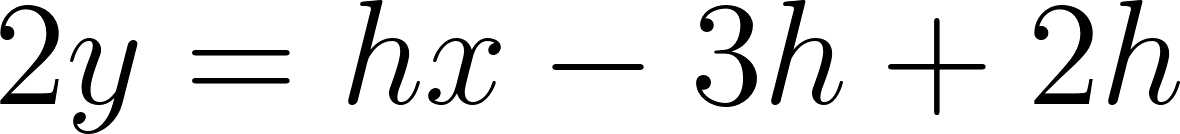 2y = hx − 3h + 2h